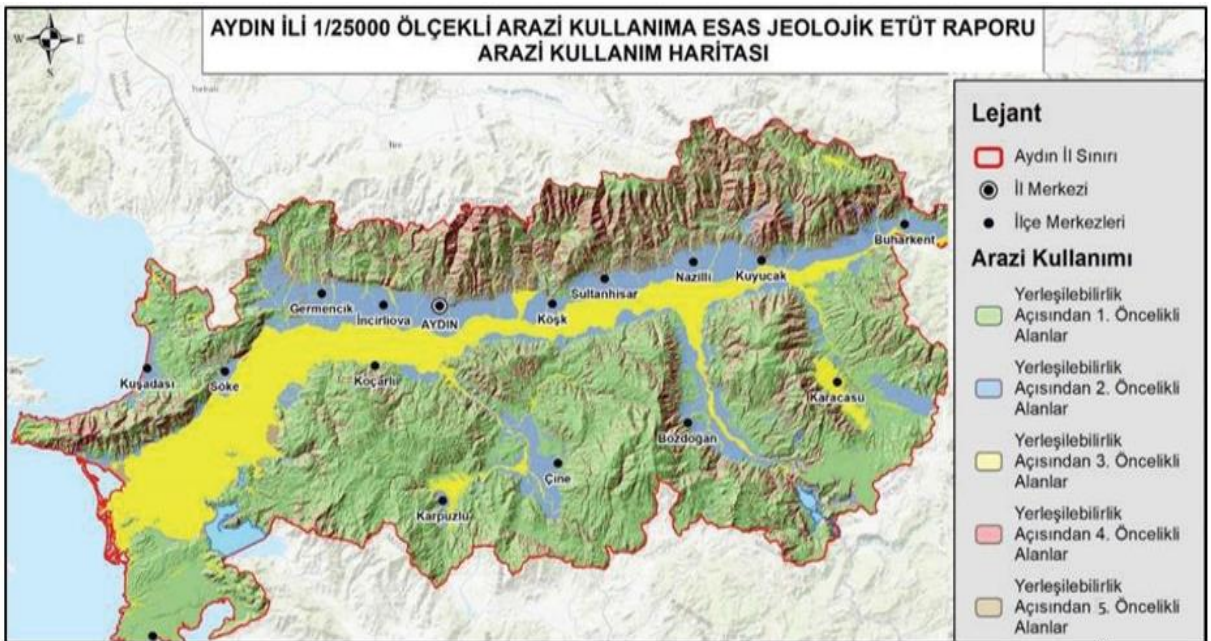 AYDIN İLİ 1/25000 ÖLÇEKLİ ARAZİ KULLANIMA ESAS JEOLOJİK ETÜT RAPORU
ARAZİ KULLANIM HARİTASI
W E
S
Lejant
Aydın İl Sınırı
İl Merkezi
İlçe Merkezleri
Arazi Kullanımı
Yerleşilebilirlik
Açısından 1. Öncelikli
Alanlar
Yerleşilebilirlik
Açısından 2. Öncelikli
Alanlar
Yerleşilebilirlik
Açısından 3. Öncelikli
Alanlar
Yerleşilebilirlik
Açısından 4. Öncelikli
Alanlar
Yerleşilebilirlik
Açısından 5. Öncelikli
Alanlar
Buharkent
Kuyucak
Nazilli
Sultanhisar
Köşk
AYDIN
İncirliova
Germencik
Kuşadası
Söke
Koçarlı
Karacasu
Bozdoğan
Çine
Karpuzlu